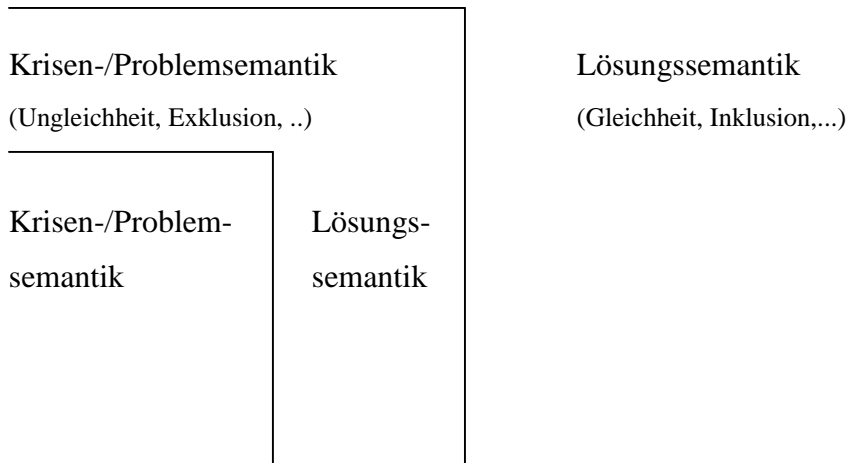 Krisen-/Problemsemantik Lösungssemantik
(Ungleichheit, Exklusion, ..) (Gleichheit, Inklusion,...)
Krisen-/Problem- Lösungs-
semantik semantik